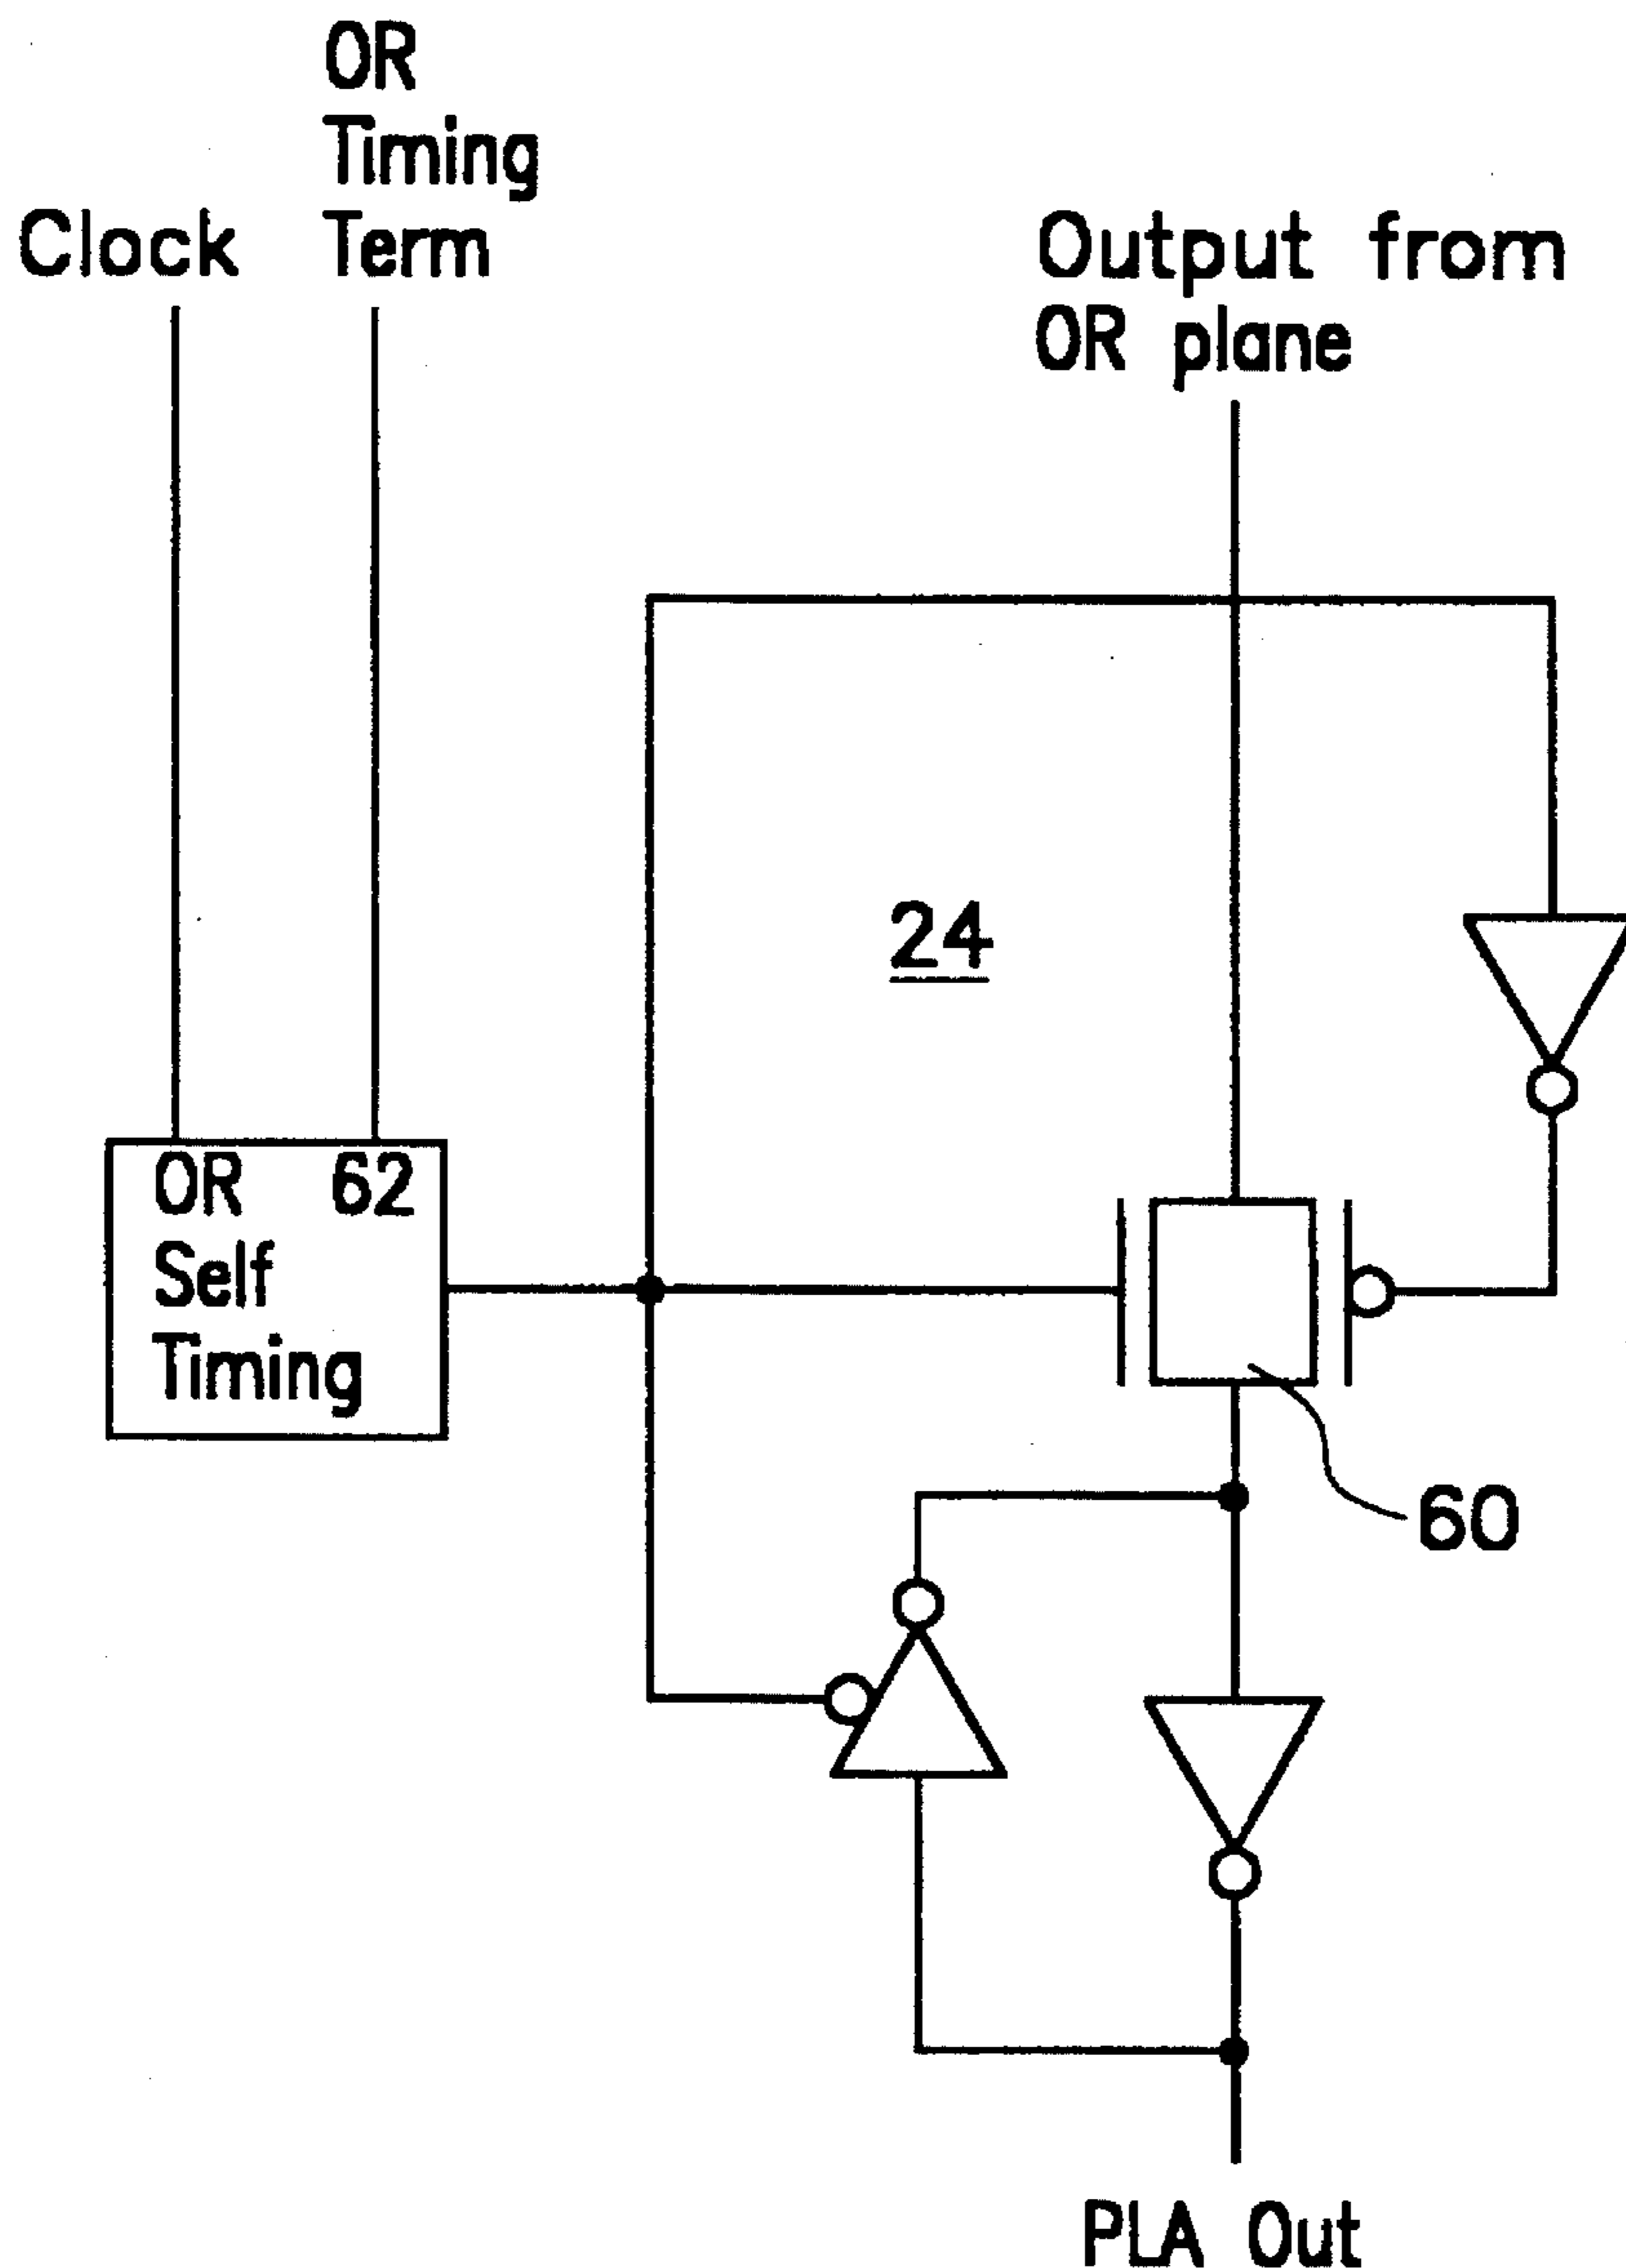 OR
Timing
Clock Term
Output from
OR plane
24
OR 62
Self
Timing
60
PLA Out